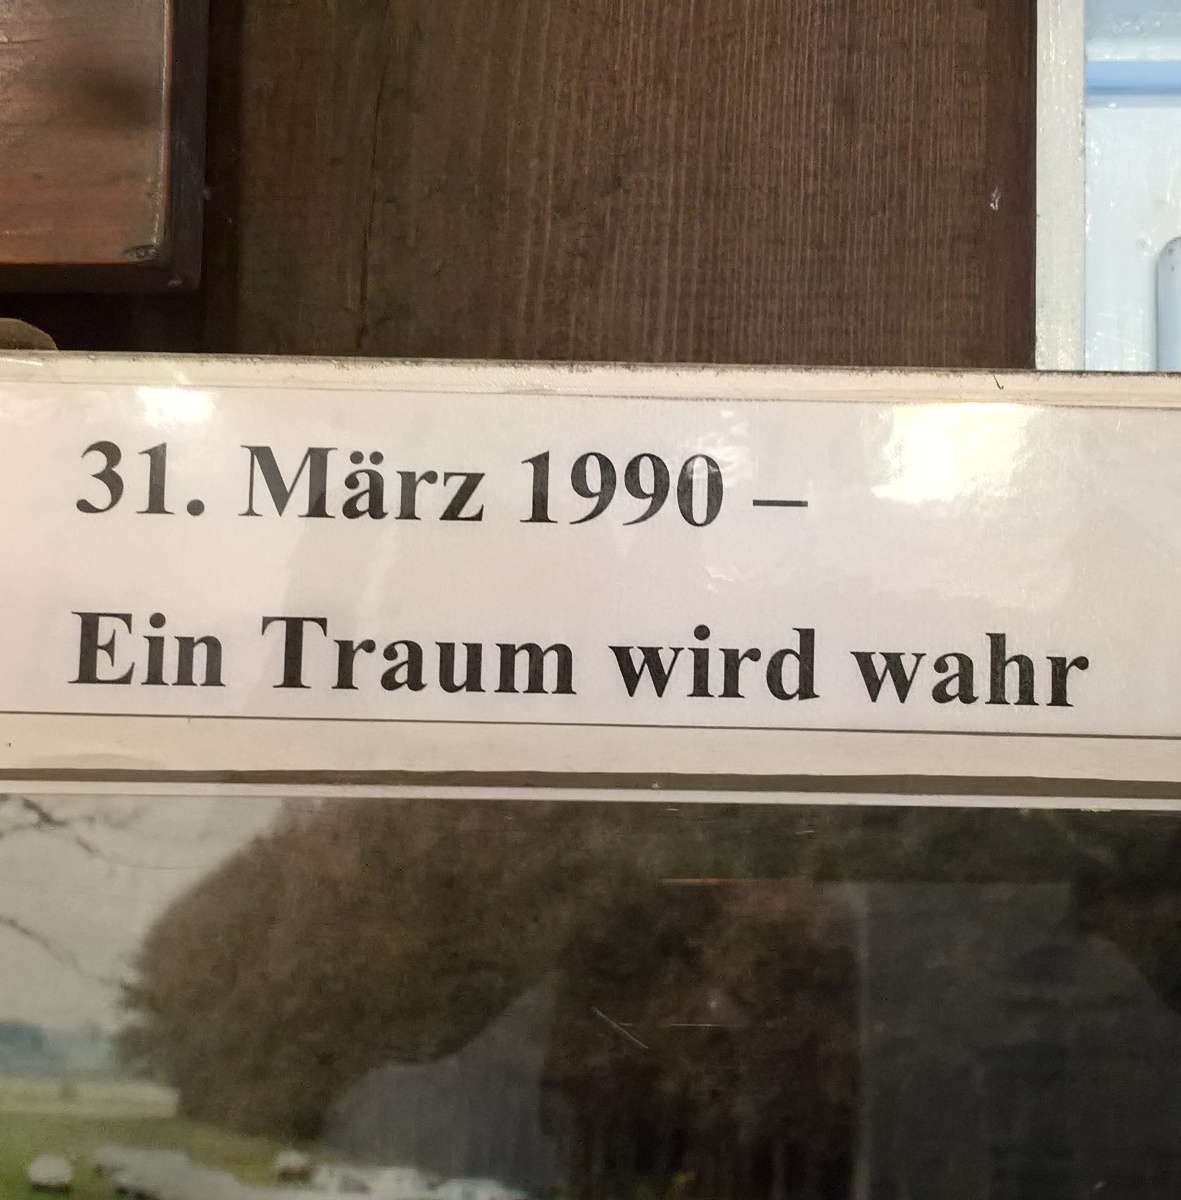 31. März 1990 –
Ein Traum wird wahr